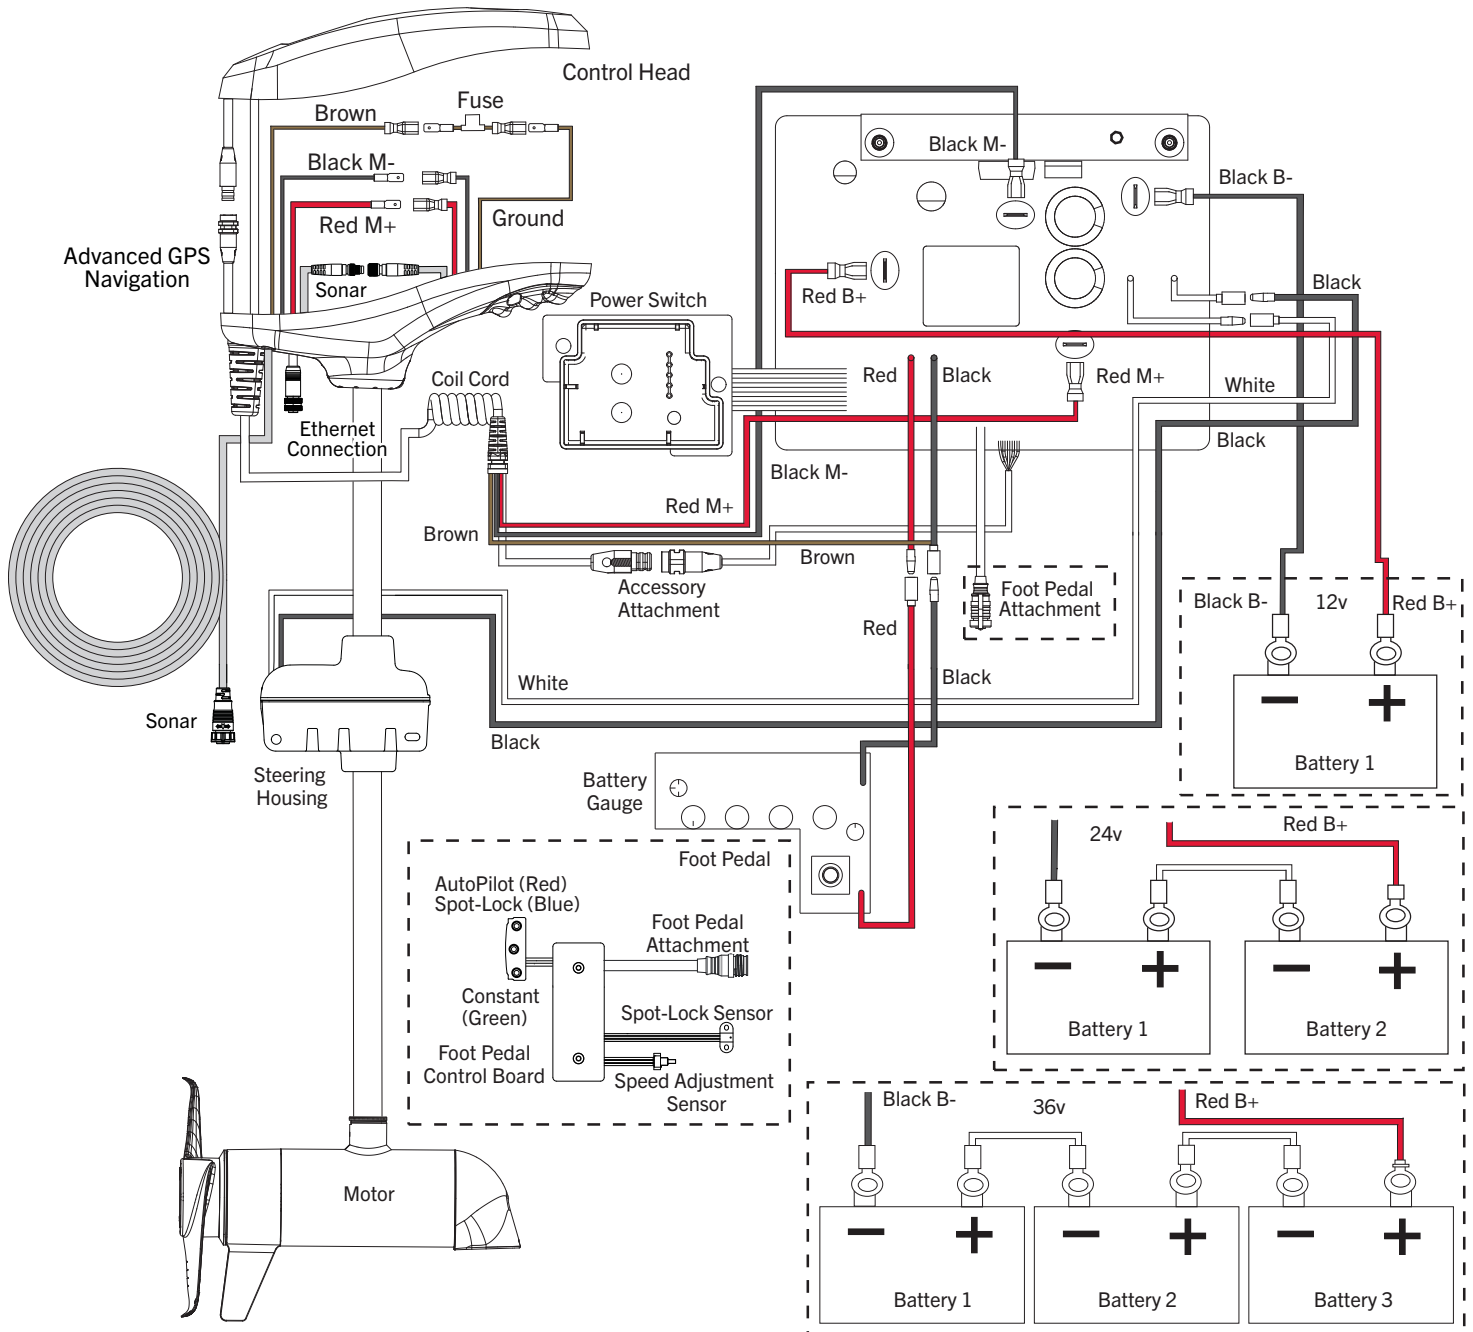 Control Head
Fuse
Brown
Black M-
Black M-
Black B-
Red M+
Ground
Advanced GPS
Navigation
Sonar
Power Switch
Red B+
Black
Coil Cord
Red
Black
Red M+
White
Ethernet
Connection
Black
Black M-
Red M+
Brown
Brown
Accessory
Attachment
Foot Pedal
Attachment
Black B-
12v
Red B+
Red
Black
White
Sonar
Black
Battery 1
Steering
Housing
Battery
Gauge
24v
Red B+
Foot Pedal
AutoPilot (Red)
Spot-Lock (Blue)
Foot Pedal
Attachment
Constant
(Green)
Spot-Lock Sensor
Foot Pedal
Control Board
Speed Adjustment
Sensor
Battery 1
Battery 2
Black B-
36v
Red B+
Motor
Battery 1
Battery 2
Battery 3